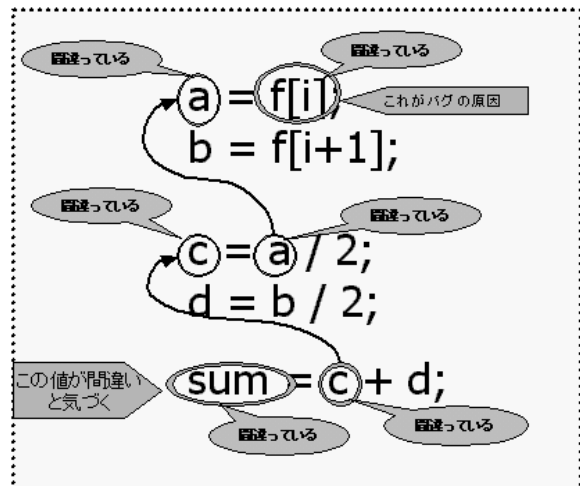 間違っている
間違っている
a = f[i];
これがバグの原因
b = f[i+1];
間違っている
間違っている
c = a / 2;
d = b / 2;
この値が間違い
と気づく
sum = c + d;
間違っている
間違っている